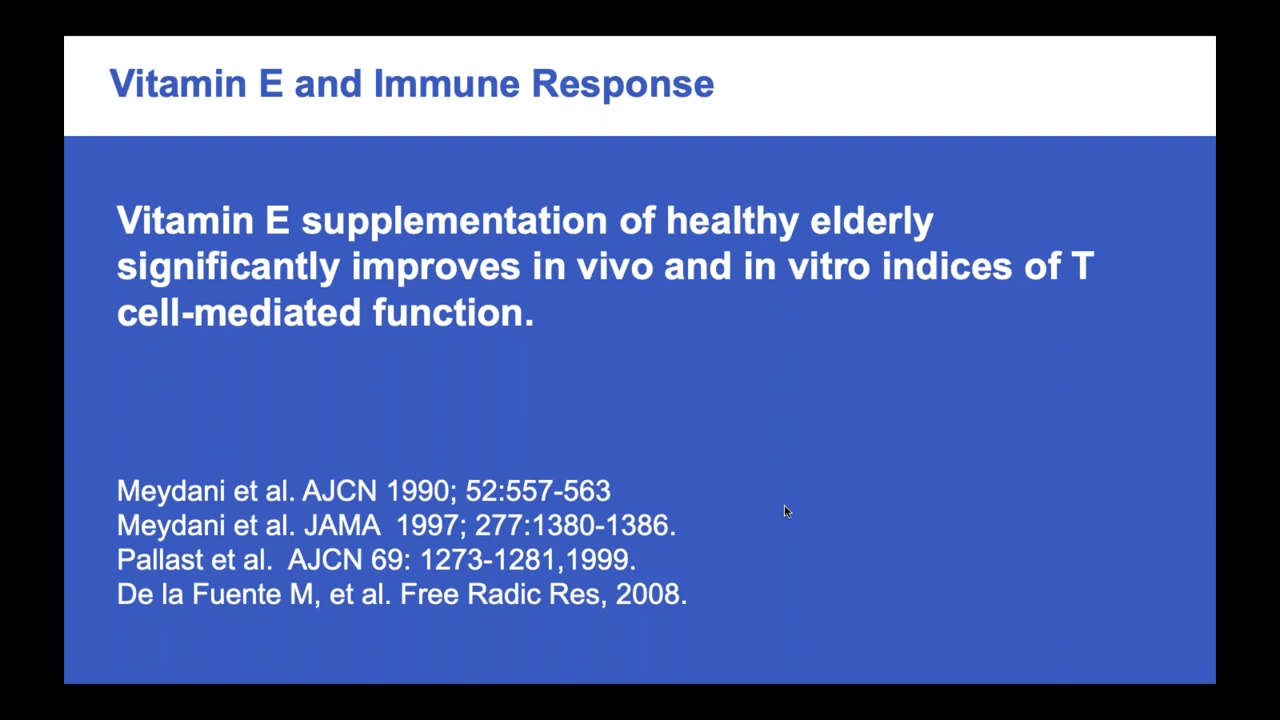 Vitamin E and Immune Response
Vitamin E supplementation of healthy elderly
significantly improves in vivo and in vitro indices of T
cell-mediated function.
Meydani et al. AJCN 1990; 52:557-563
Meydani et al. JAMA  1997; 277:1380-1386.
Pallast et al.  AJCN 69: 1273-1281,1999.
De la Fuente M, et al. Free Radic Res, 2008.